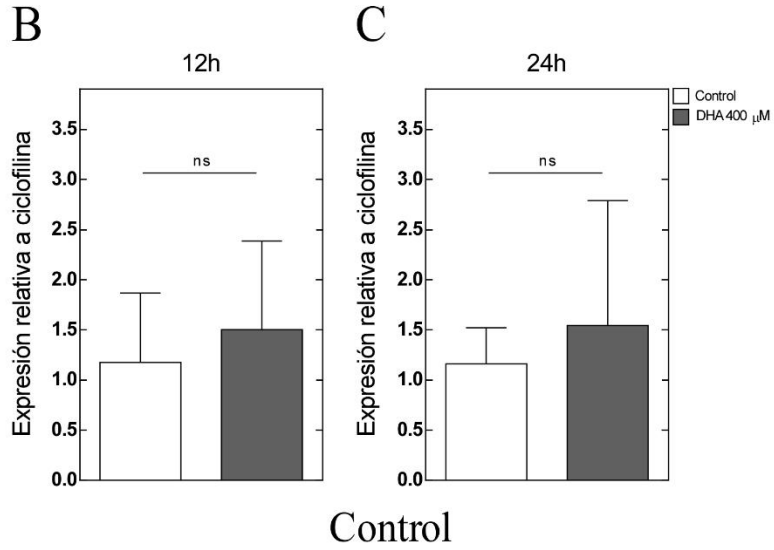 B
12h
Expresión relativa a ciclofilina
3.5
3.0
2.5
2.0
1.5
1.0
0.5
0.0
ns
C
24h
Expresión relativa a ciclofilina
3.5
3.0
2.5
2.0
1.5
1.0
0.5
0.0
ns
Control
DHA 400 μM
Control